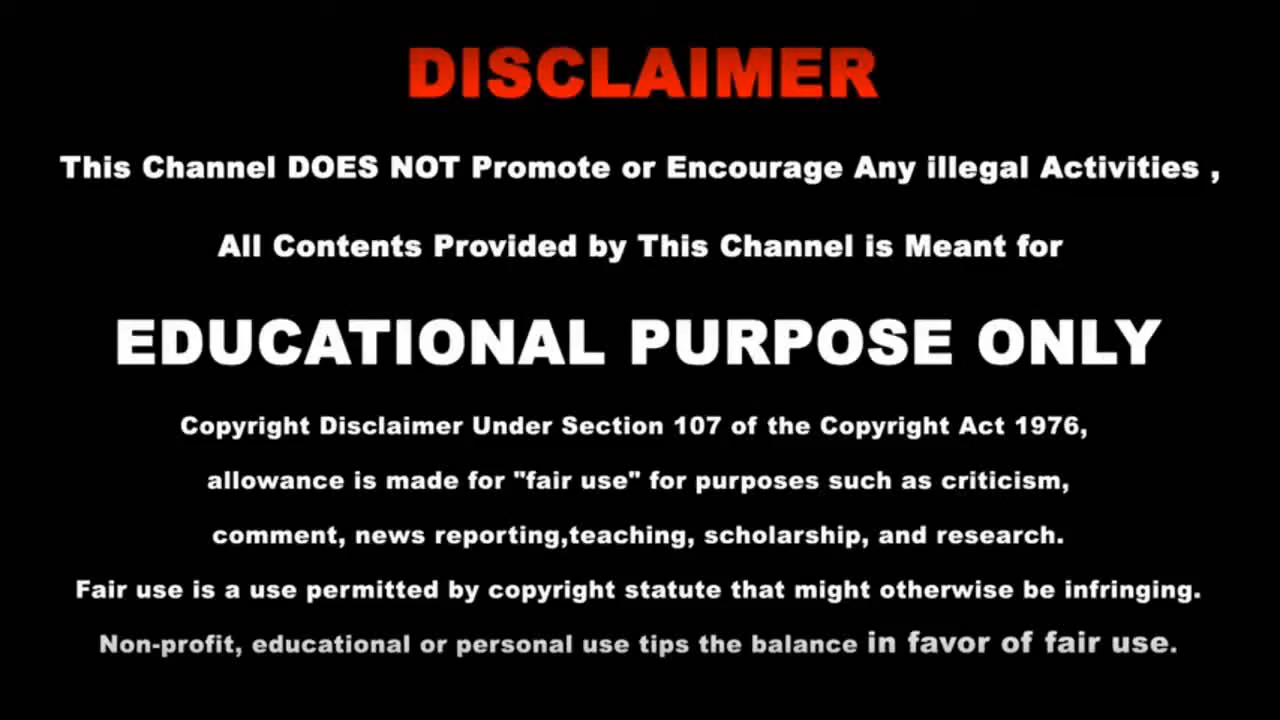 DISCLAIMER
This Channel DOES NOT Promote or Encourage Any illegal Activities ,
All Contents Provided by This Channel is Meant for
EDUCATIONAL PURPOSE ONLY
Copyright Disclaimer Under Section 107 of the Copyright Act 1976,
allowance is made for "fair use" for purposes such as criticism,
comment, news reporting,teaching, scholarship, and research.
Fair use is a use permitted by copyright statute that might otherwise be infringing.
Non-profit, educational or personal use tips the balance in favor of fair use.